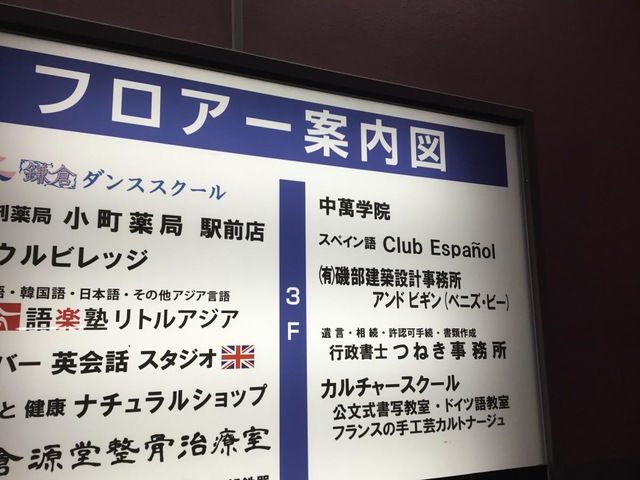 フロアー案内図
鎌倉 ダンススクール
剤薬局 小町薬局 駅前店
ウルビレッジ
語・韓国語・日本語・その他アジア言語
語楽塾 リトルアジア
バー 英会話 スタジオ
と 健康 ナチュラルショップ
倉源堂整骨治療室
3F
中萬学院
スペイン語 Club Español
㈲磯部建築設計事務所
アンド ビギン(ベニズ・ビー)
遺言・相続・許認可手続・書類作成
行政書士 つねき事務所
カルチャースクール
公文式書写教室・ドイツ語教室
フランスの手工芸カルトナージュ